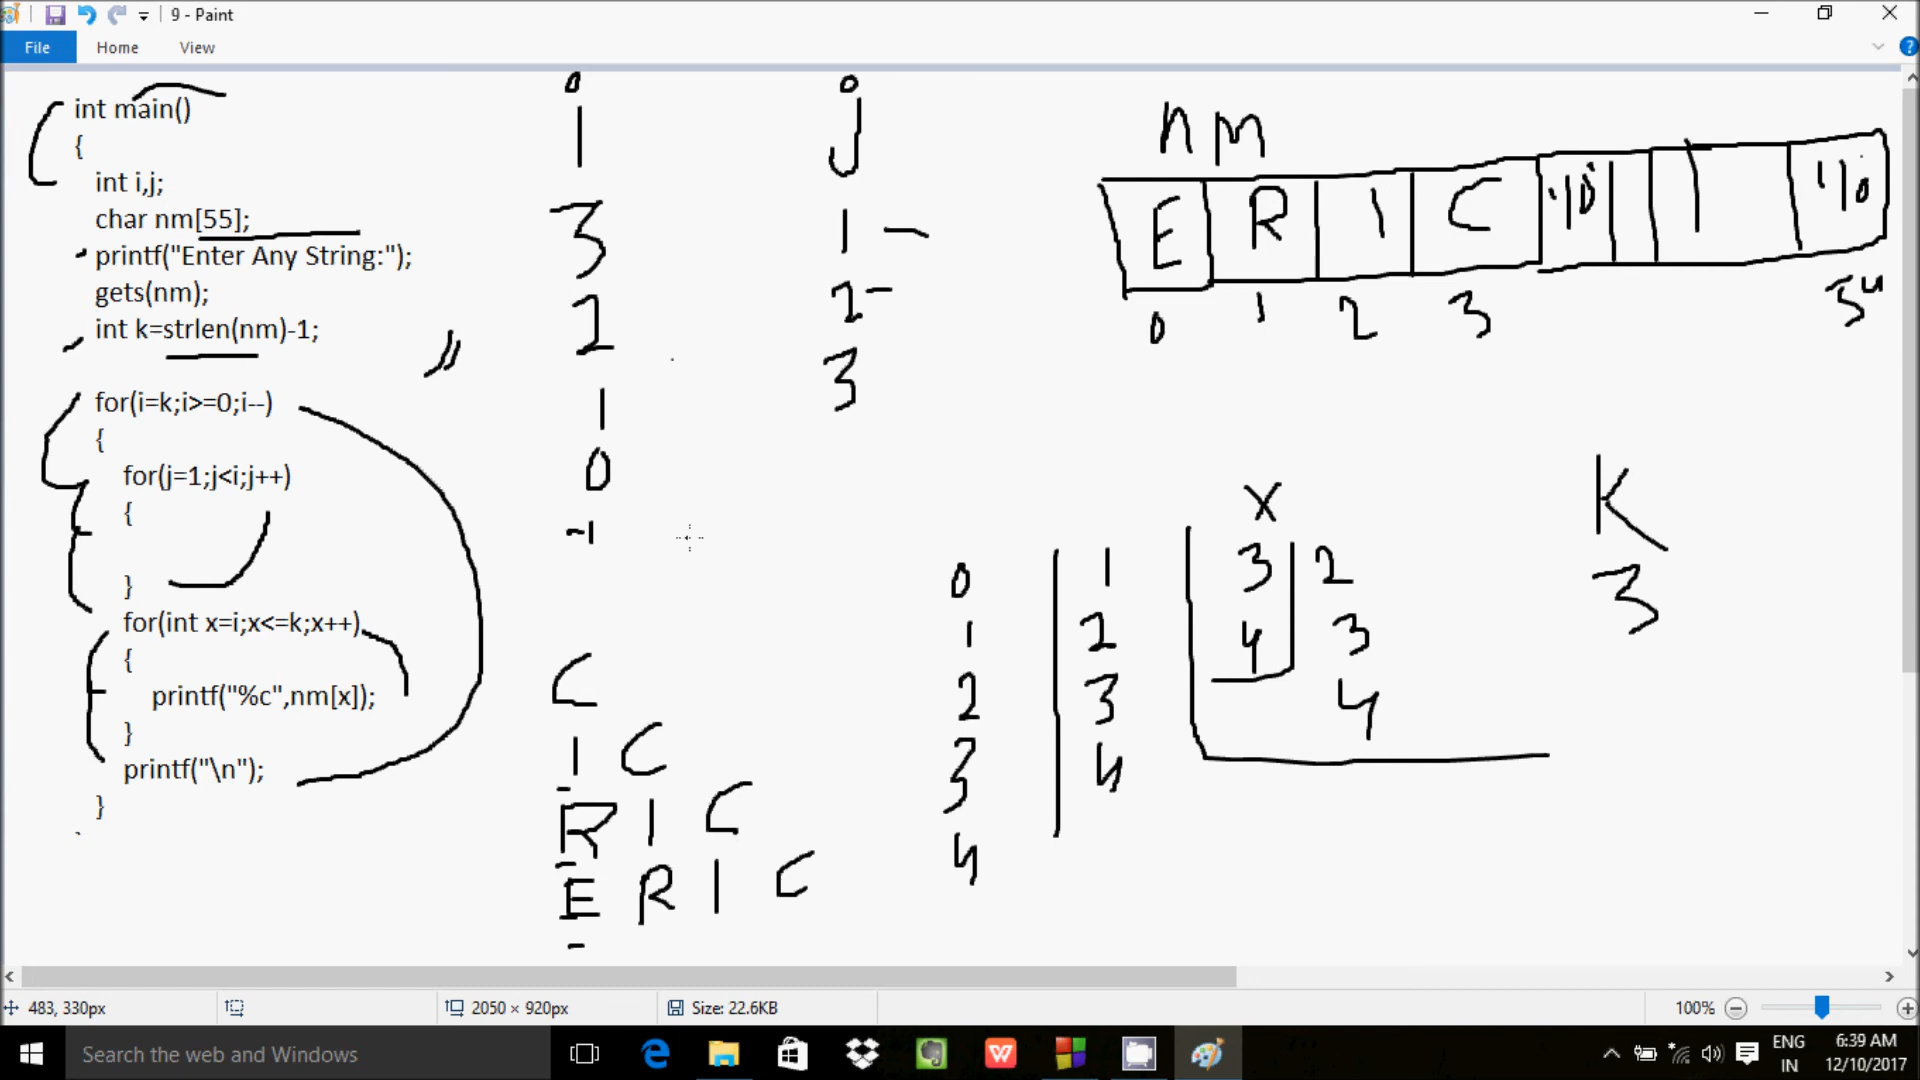 9 - Paint
File Home View
int main()
{
int i,j;
char nm[55];
printf("Enter Any String:");
gets(nm);
int k=strlen(nm)-1;
for(i=k;i>=0;i--)
{
for(j=1;j<i;j++)
{
}
for(int x=i;x<=k;x++)
{
printf("%c",nm[x]);
}
printf("\n");
}
i
3
2
1
0
-1
j
1
2
3
nm
E R I C
0 1 2 3 54
K
3
x
3 2
4 3
4
0 1
1 2
2 3
3 4
4
C
I C
R I C
E R I C
483, 330px 2050 × 920px Size: 22.6KB 100%
Search the web and Windows
ENG
IN
6:39 AM
12/10/2017